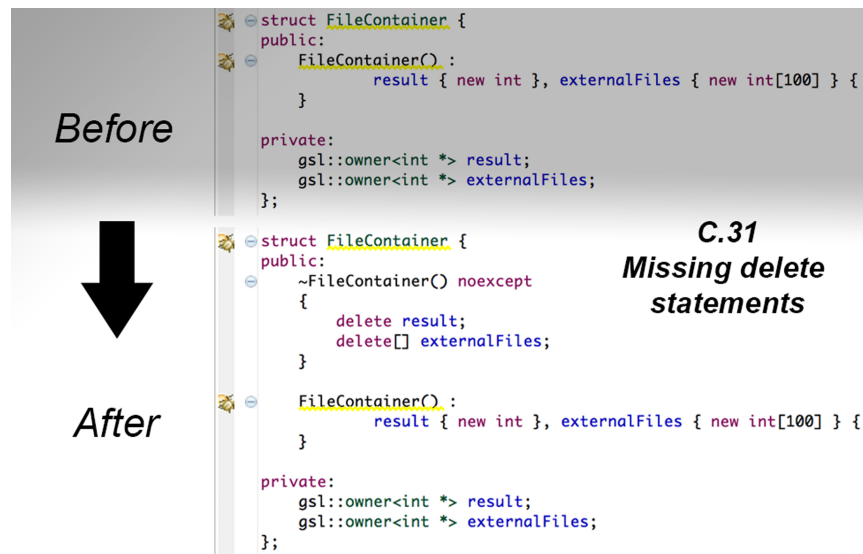 struct FileContainer {
public:
FileContainer() :
result { new int }, externalFiles { new int[100] } {
}
private:
gsl::owner<int *> result;
gsl::owner<int *> externalFiles;
};
Before
struct FileContainer {
public:
~FileContainer() noexcept
{
delete result;
delete[] externalFiles;
}
FileContainer() :
result { new int }, externalFiles { new int[100] } {
}
private:
gsl::owner<int *> result;
gsl::owner<int *> externalFiles;
};
C.31
Missing delete
statements
After